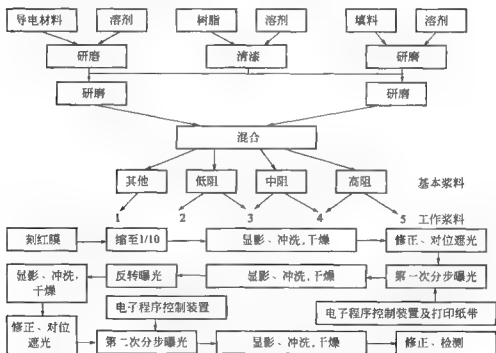 导电材料 溶剂 树脂 溶剂 填料 溶剂
研磨 清漆 研磨
研磨 研磨
混合
其他 低阻 中阻 高阻 基本浆料
1 2 3 4 5 工作浆料
刻红膜 缩至1/10 显影、冲洗,干燥 修正、对位遮光
显影、冲洗,
干燥
反转曝光 显影、冲洗,干燥 第一次分步曝光
电子程序控制装置 电子程序控制装置及打印纸带
修正、对位
遮光
第二次分步曝光 显影、冲洗、干燥 修正、检测